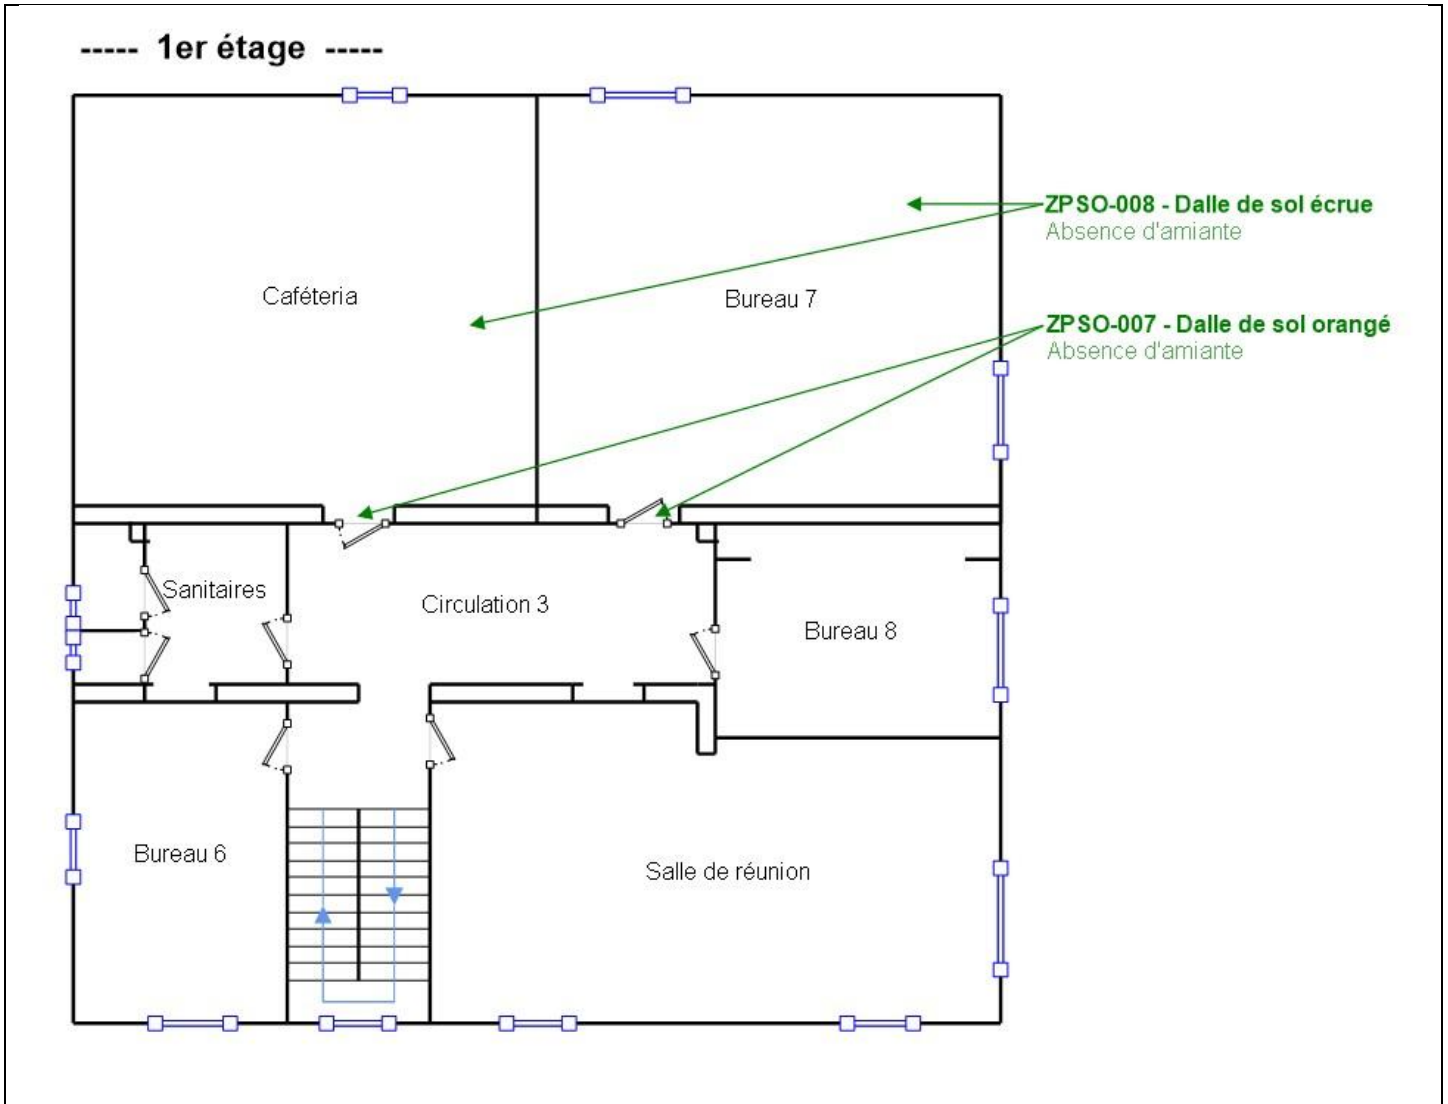 ----- 1er étage -----
ZPSO-008 - Dalle de sol écrue
Absence d'amiante
Caféteria
Bureau 7
ZPSO-007 - Dalle de sol orangé
Absence d'amiante
Sanitaires
Circulation 3
Bureau 8
Bureau 6
Salle de réunion